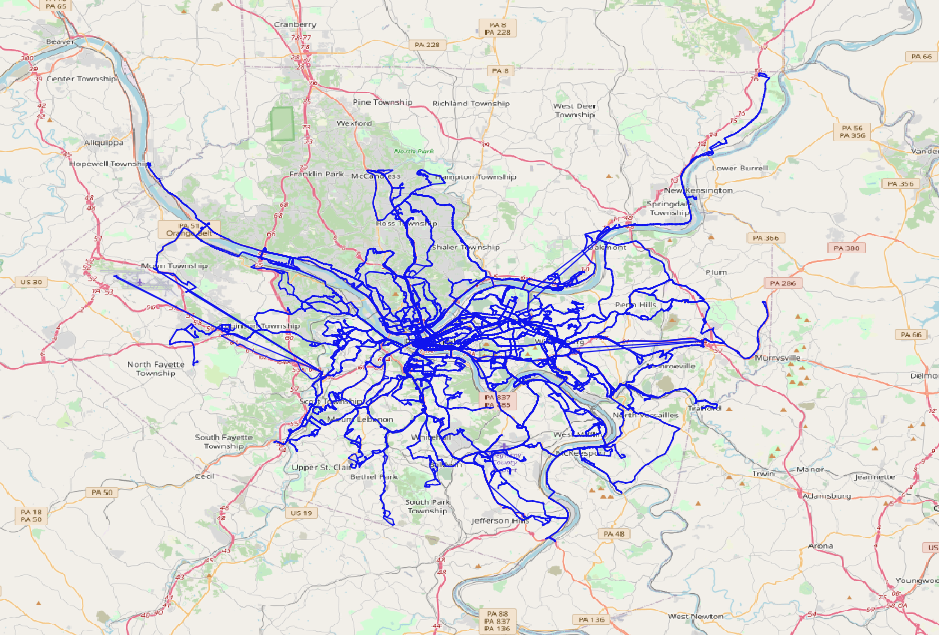 PA 65
Cranberry
PA 8
PA 228
Beaver
PA 228
PA 66
Center Township
PA 8
Pine Township
Richland Township
West Deer
Township
Wexford
PA 56
PA 356
Aliquippa
Hopewell Township
North Park
Lower Burrell
Franklin Park
McCandless
Hampton Township
New Kensington
PA 356
Springdale
Township
Ross Township
PA 51
Shaler Township
Oakmont
PA 366
PA 380
Moon Township
Plum
US 30
PA 286
Penn Hills
PA 66
North Fayette
Township
Murrysville
Monroeville
Scott Township
PA 837
PA 885
Trafford
North Versailles
Mount Lebanon
South Fayette
Township
Whitehall
West Mifflin
McKeesport
Upper St. Clair
Bethel Park
Cecil
Irwin
Manor
Jeannette
PA 50
South Park
Township
Adamsburg
PA 18
PA 50
US 19
Jefferson Hills
PA 48
Arona
PA 88
PA 837
PA 136
PA 136
West Newton